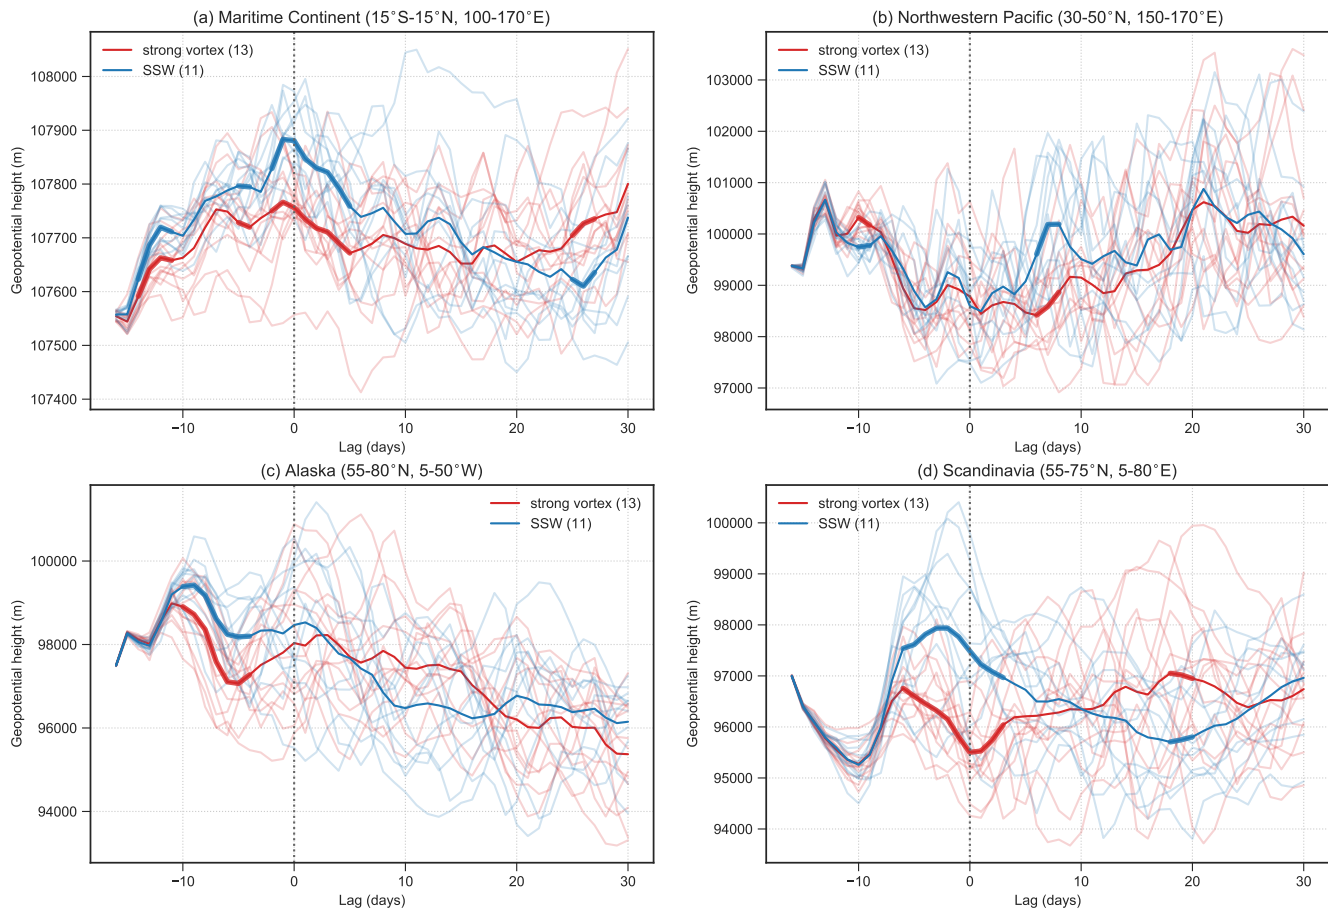 (a) Maritime Continent (15°S-15°N, 100-170°E)
strong vortex (13)
SSW (11)
Geopotential height (m)
108000
107900
107800
107700
107600
107500
107400
−10 0 10 20 30
Lag (days)
(b) Northwestern Pacific (30-50°N, 150-170°E)
strong vortex (13)
SSW (11)
Geopotential height (m)
103000
102000
101000
100000
99000
98000
97000
−10 0 10 20 30
Lag (days)
(c) Alaska (55-80°N, 5-50°W)
strong vortex (13)
SSW (11)
Geopotential height (m)
100000
98000
96000
94000
−10 0 10 20 30
Lag (days)
(d) Scandinavia (55-75°N, 5-80°E)
strong vortex (13)
SSW (11)
Geopotential height (m)
100000
99000
98000
97000
96000
95000
94000
−10 0 10 20 30
Lag (days)